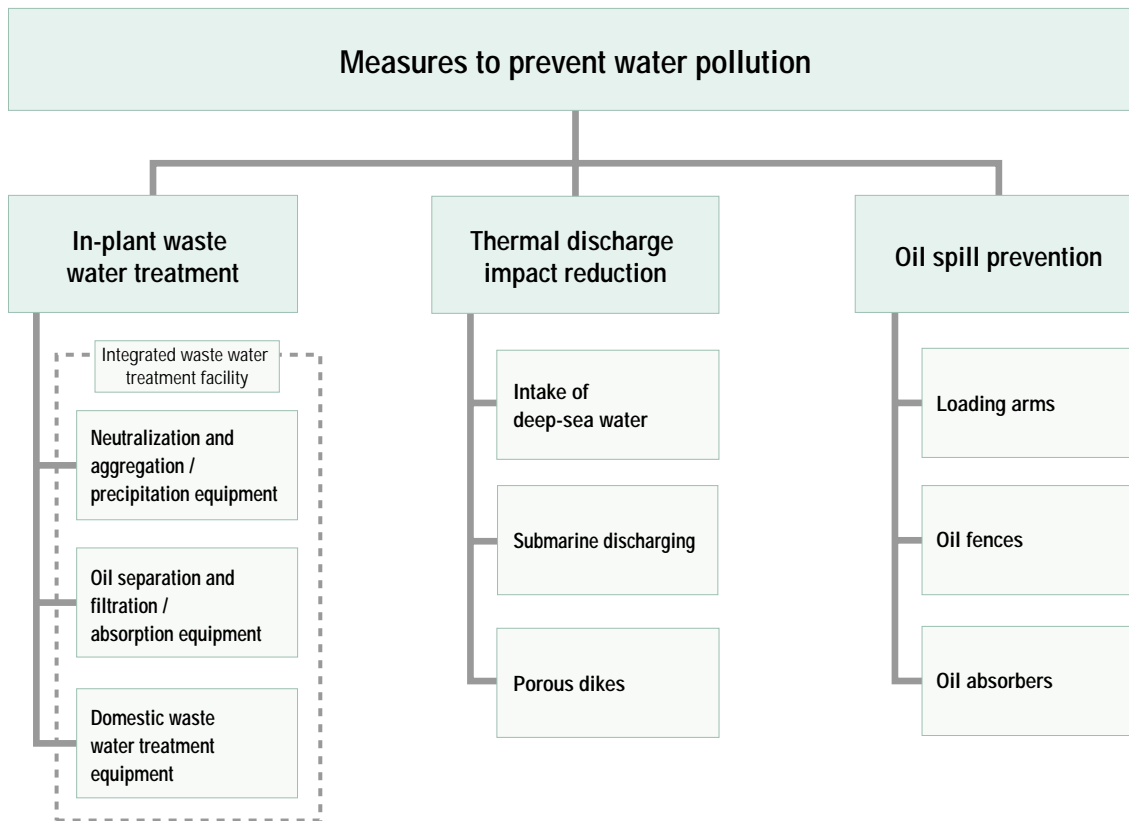 Measures to prevent water pollution
In-plant waste
water treatment
Integrated waste water
treatment facility
Neutralization and
aggregation /
precipitation equipment
Oil separation and
filtration /
absorption equipment
Domestic waste
water treatment
equipment
Thermal discharge
impact reduction
Intake of
deep-sea water
Submarine discharging
Porous dikes
Oil spill prevention
Loading arms
Oil fences
Oil absorbers